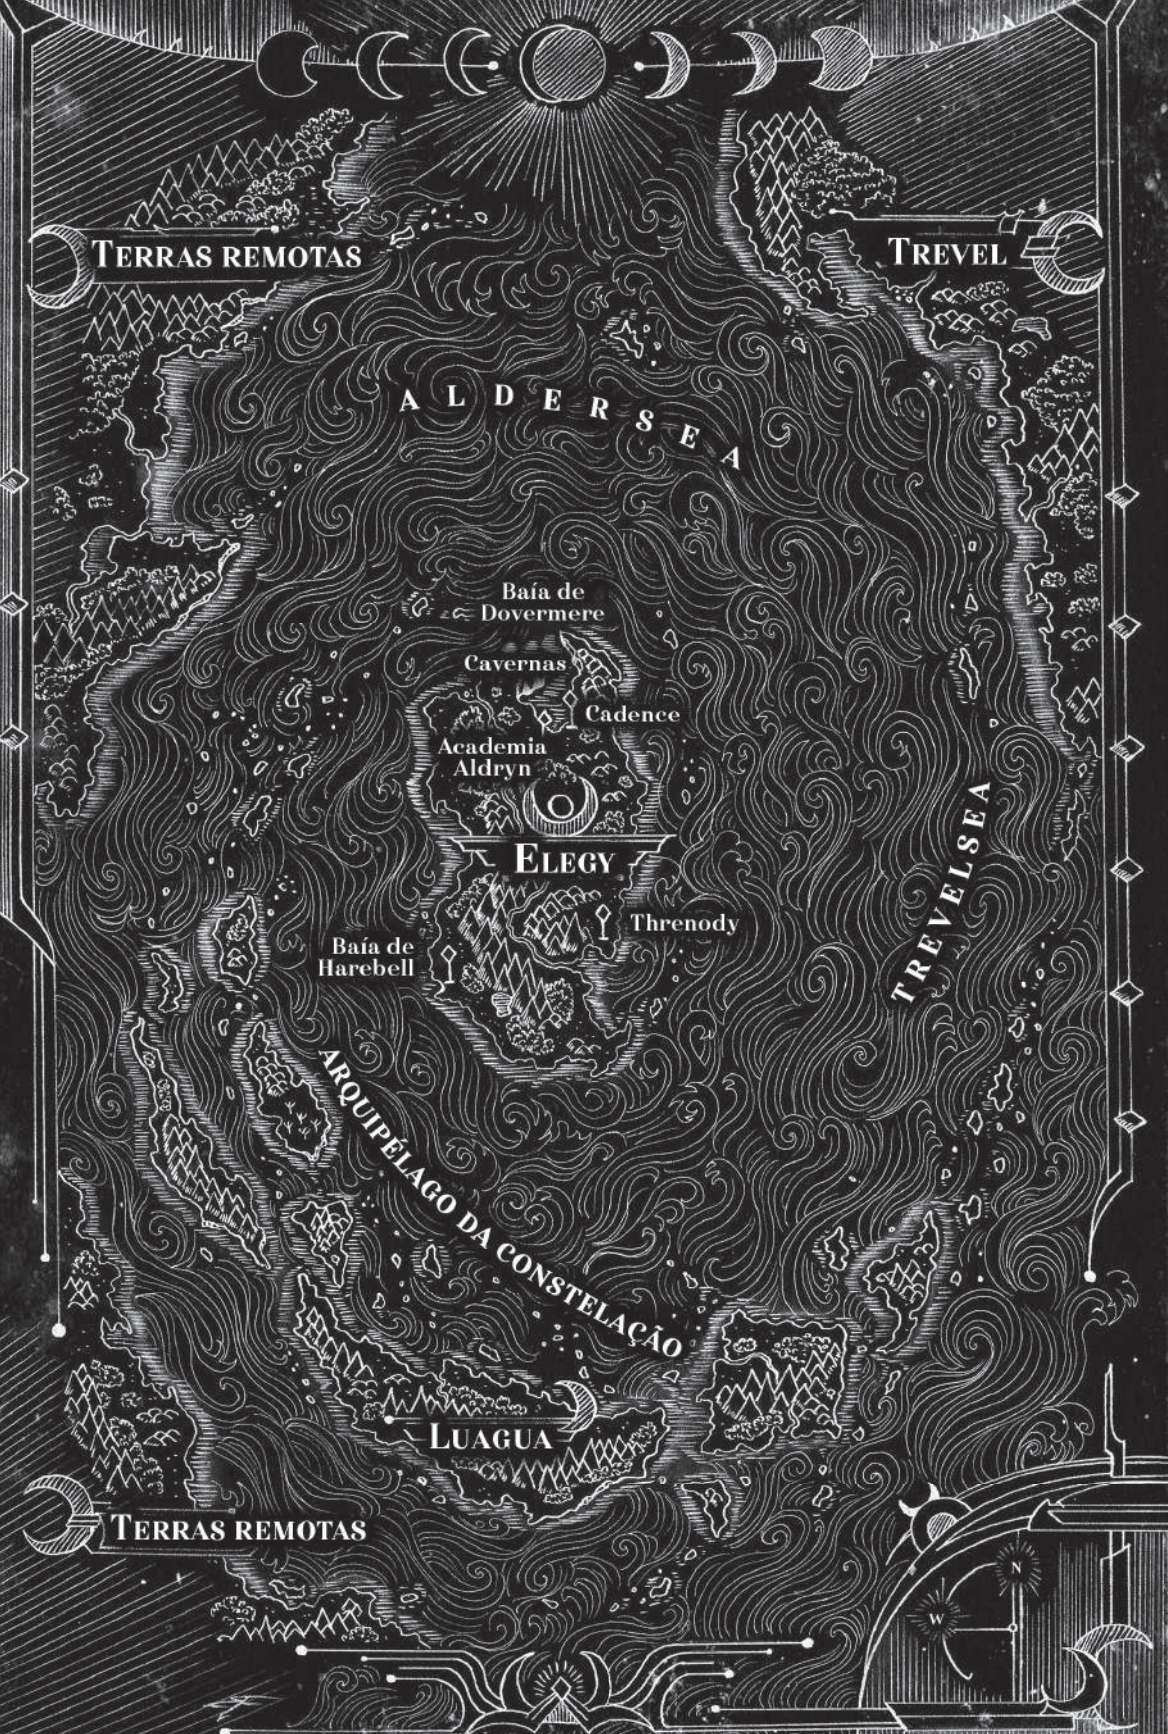 TERRAS REMOTAS
TREVEL
ALDERSEA
Baía de
Dovermere
Cavernas
Cadence
Academia
Aldryn
ELEGY
TREVELSEA
Threnody
Baía de
Harebell
ARQUIPÉLAGO DA CONSTELAÇÃO
LUAGUA
TERRAS REMOTAS
N
W